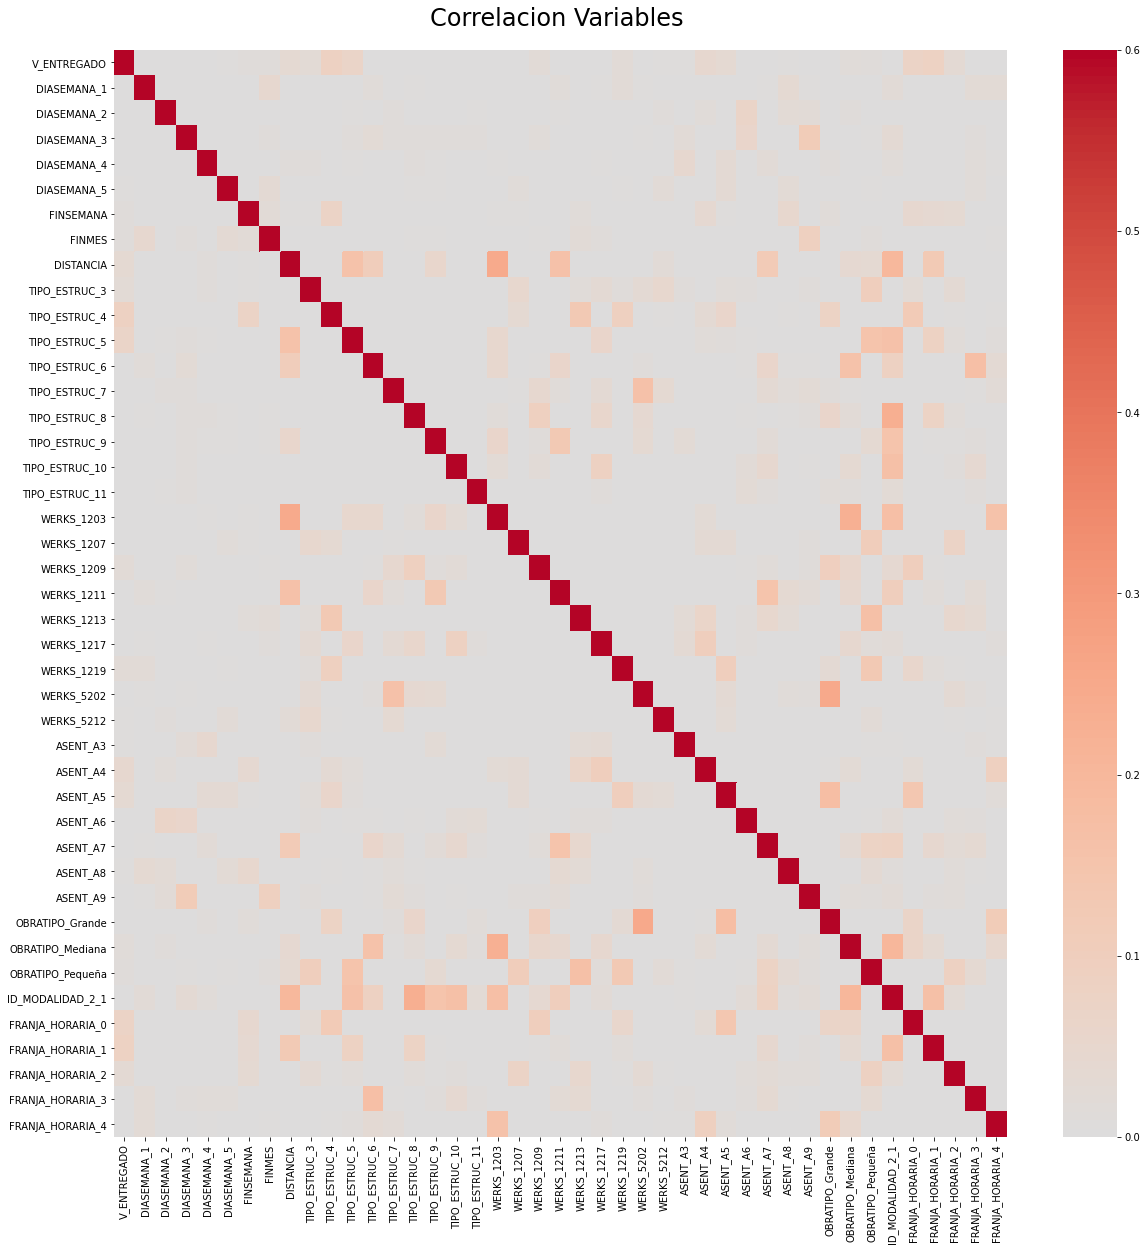 Correlacion Variables
V_ENTREGADO
DIASEMANA_1
DIASEMANA_2
DIASEMANA_3
DIASEMANA_4
DIASEMANA_5
FINSEMANA
FINMES
DISTANCIA
TIPO_ESTRUC_3
TIPO_ESTRUC_4
TIPO_ESTRUC_5
TIPO_ESTRUC_6
TIPO_ESTRUC_7
TIPO_ESTRUC_8
TIPO_ESTRUC_9
TIPO_ESTRUC_10
TIPO_ESTRUC_11
WERKS_1203
WERKS_1207
WERKS_1209
WERKS_1211
WERKS_1213
WERKS_1217
WERKS_1219
WERKS_5202
WERKS_5212
ASENT_A3
ASENT_A4
ASENT_A5
ASENT_A6
ASENT_A7
ASENT_A8
ASENT_A9
OBRATIPO_Grande
OBRATIPO_Mediana
OBRATIPO_Pequeña
ID_MODALIDAD_2_1
FRANJA_HORARIA_0
FRANJA_HORARIA_1
FRANJA_HORARIA_2
FRANJA_HORARIA_3
FRANJA_HORARIA_4
V_ENTREGADO
DIASEMANA_1
DIASEMANA_2
DIASEMANA_3
DIASEMANA_4
DIASEMANA_5
FINSEMANA
FINMES
DISTANCIA
TIPO_ESTRUC_3
TIPO_ESTRUC_4
TIPO_ESTRUC_5
TIPO_ESTRUC_6
TIPO_ESTRUC_7
TIPO_ESTRUC_8
TIPO_ESTRUC_9
TIPO_ESTRUC_10
TIPO_ESTRUC_11
WERKS_1203
WERKS_1207
WERKS_1209
WERKS_1211
WERKS_1213
WERKS_1217
WERKS_1219
WERKS_5202
WERKS_5212
ASENT_A3
ASENT_A4
ASENT_A5
ASENT_A6
ASENT_A7
ASENT_A8
ASENT_A9
OBRATIPO_Grande
OBRATIPO_Mediana
OBRATIPO_Pequeña
ID_MODALIDAD_2_1
FRANJA_HORARIA_0
FRANJA_HORARIA_1
FRANJA_HORARIA_2
FRANJA_HORARIA_3
FRANJA_HORARIA_4
0.6
0.5
0.4
0.3
0.2
0.1
0.0